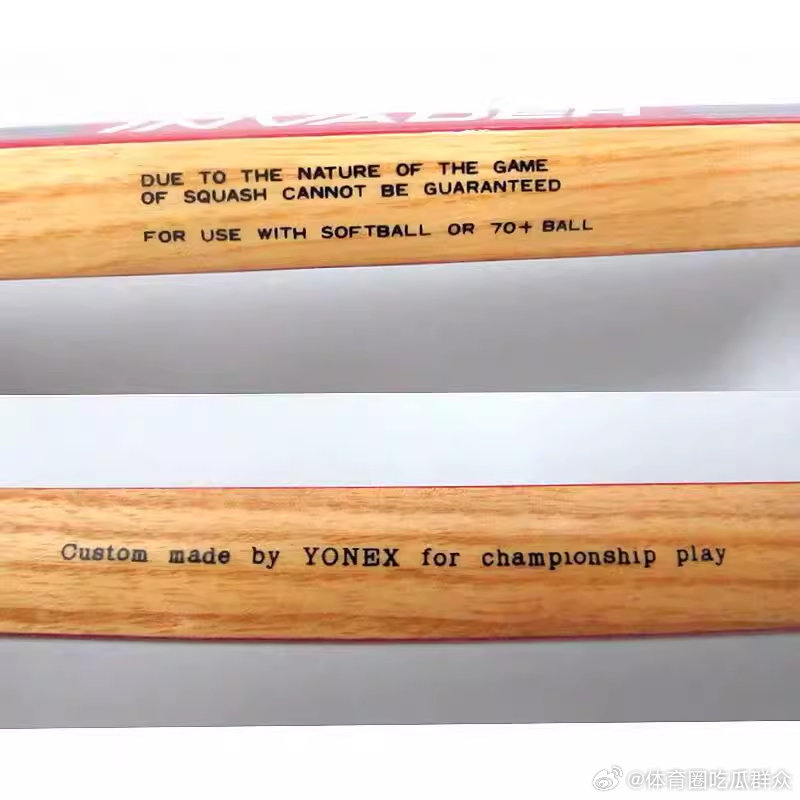 DUE TO THE NATURE OF THE GAME
OF SQUASH CANNOT BE GUARANTEED
FOR USE WITH SOFTBALL OR 70+ BALL
Custom made by YONEX for championship play
@体育圈吃瓜群众